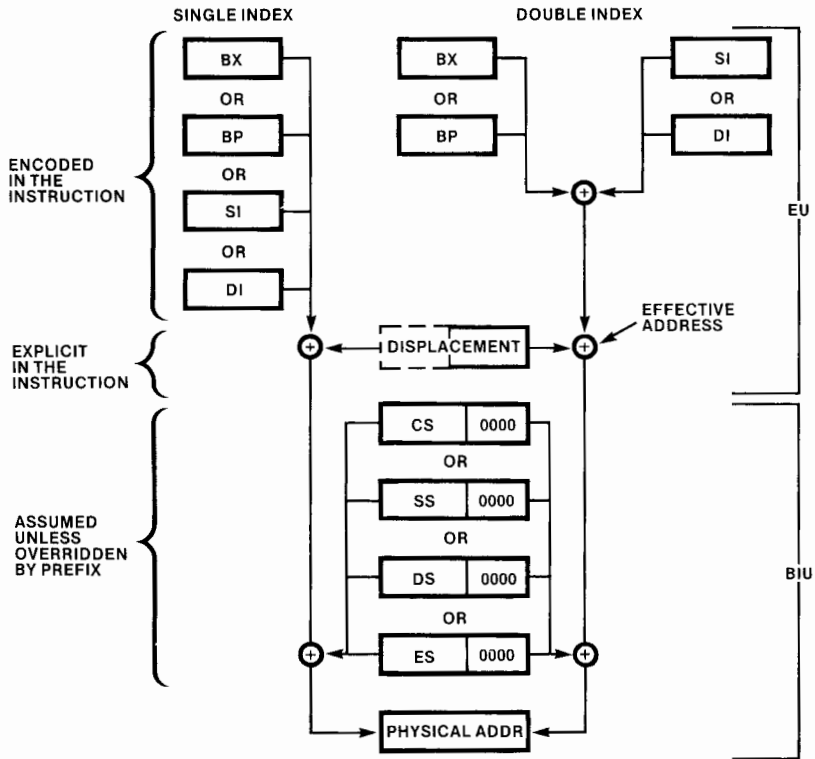 SINGLE INDEX
DOUBLE INDEX
BX
OR
BP
OR
SI
OR
DI
BX
OR
BP
SI
OR
DI
ENCODED
IN THE
INSTRUCTION
EU
EFFECTIVE
ADDRESS
EXPLICIT
IN THE
INSTRUCTION
DISPLACEMENT
CS 0000
OR
SS 0000
OR
DS 0000
OR
ES 0000
ASSUMED
UNLESS
OVERRIDDEN
BY PREFIX
BIU
PHYSICAL ADDR